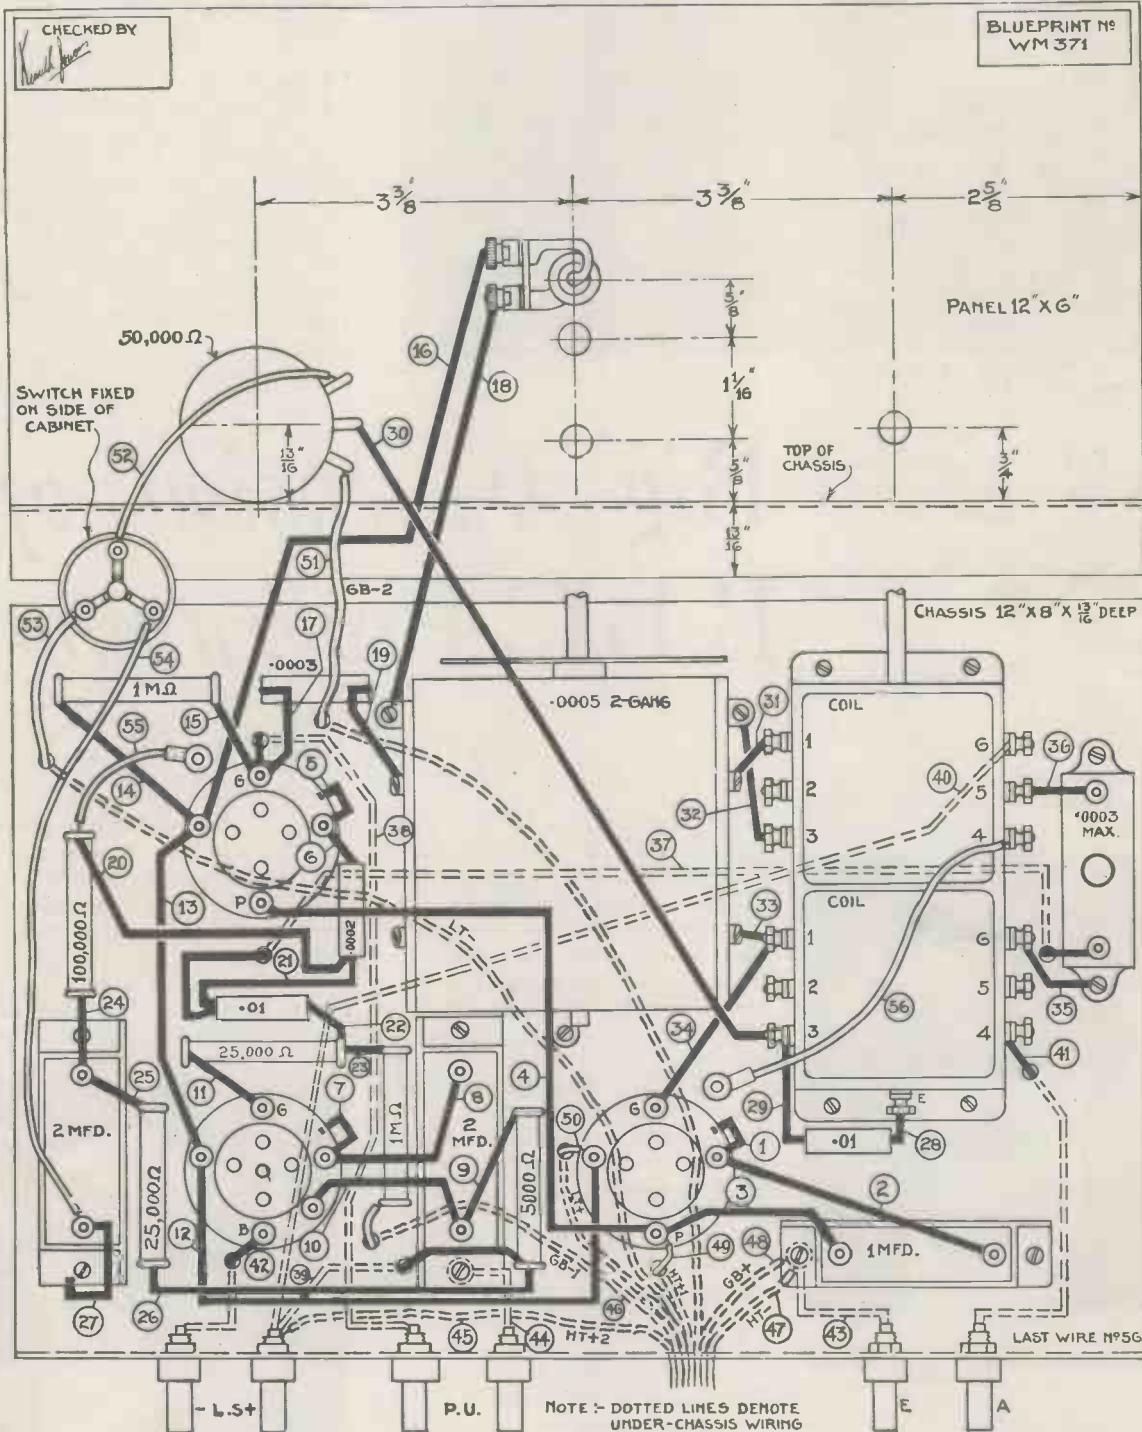 CHECKED BY
BLUEPRINT Nº
WM 371
3 3/8"
3 3/8"
2 5/8"
5/8"
PANEL 12" X 6"
50,000 Ω
16
18
1 1/16"
SWITCH FIXED
ON SIDE OF
CABINET
52
30
13/16"
TOP OF
CHASSIS
5/8"
3/4"
13/16"
51
GB-2
CHASSIS 12" X 8" X 13/16" DEEP
53
54
17
.0003
19
1 MΩ
15
.0005 2-GANG
COIL
31
1
6
36
55
14
G
5
40
2
5
.0003
MAX.
32
3
4
38
20
6
37
13
P
LT-
33
COIL
100,000 Ω
.0002
1
6
21
2
5
56
35
24
.01
22
34
3
4
25,000 Ω
23
41
11
7
4
25
G
8
G
29
E
2 MFD.
1 MΩ
2
MFD.
50
1
.01
28
25,000 Ω
9
5000 Ω
LT+
3
2
12
B
10
P
49
48
1 MFD.
42
GB-1
HT+1
GB+
39
46
HT-
47
27
26
45
HT+2
44
43
LAST WIRE Nº 56
- L.S+
P.U.
NOTE :- DOTTED LINES DENOTE
UNDER-CHASSIS WIRING
E
A